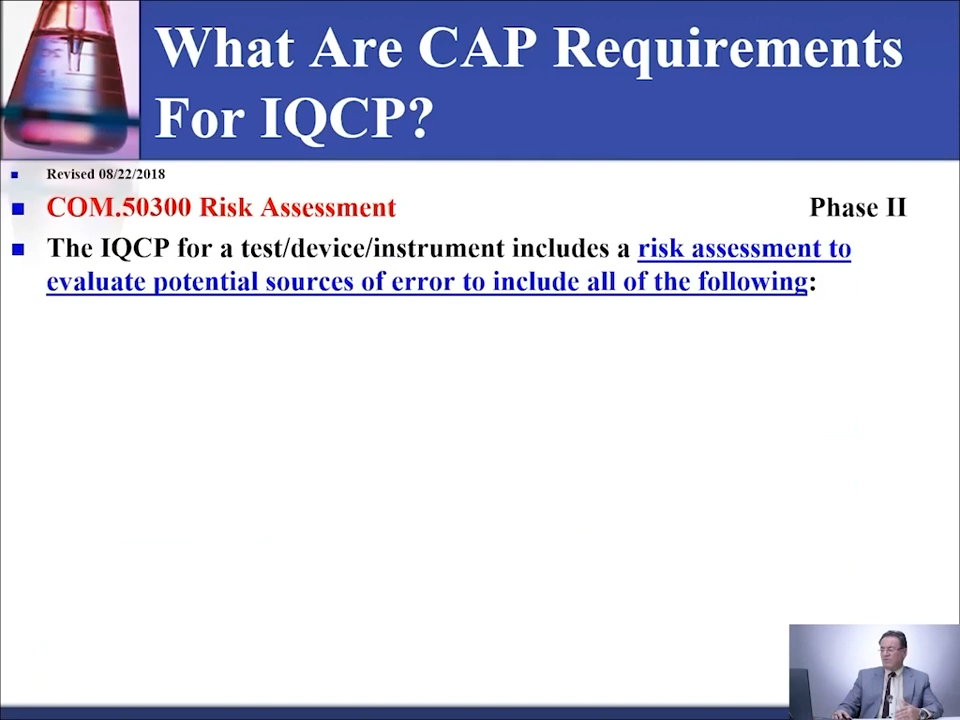 What Are CAP Requirements
For IQCP?
Revised 08/22/2018
COM.50300 Risk Assessment Phase II
The IQCP for a test/device/instrument includes a risk assessment to
evaluate potential sources of error to include all of the following: